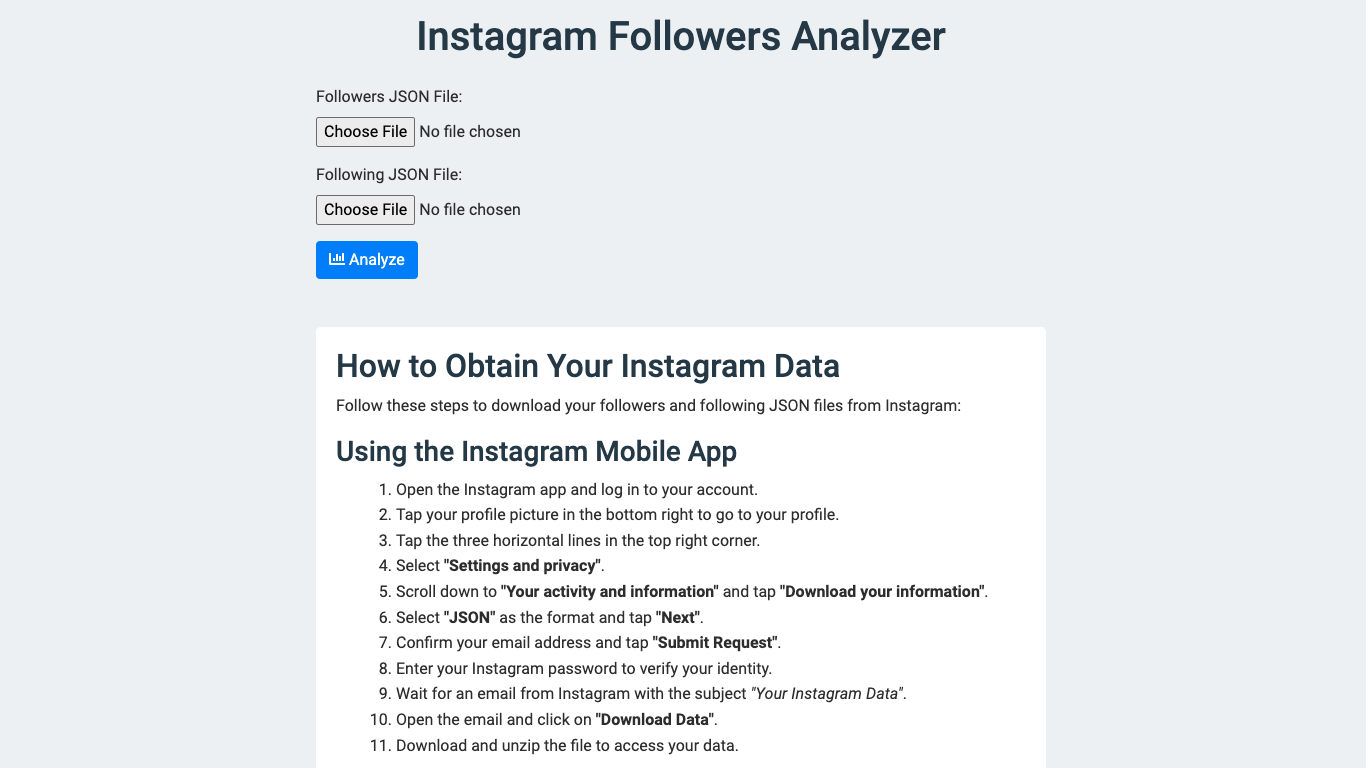 Instagram Followers Analyzer
Followers JSON File:
Choose File No file chosen
Following JSON File:
Choose File No file chosen
Analyze
How to Obtain Your Instagram Data
Follow these steps to download your followers and following JSON files from Instagram:
Using the Instagram Mobile App
1. Open the Instagram app and log in to your account.
2. Tap your profile picture in the bottom right to go to your profile.
3. Tap the three horizontal lines in the top right corner.
4. Select "Settings and privacy".
5. Scroll down to "Your activity and information" and tap "Download your information".
6. Select "JSON" as the format and tap "Next".
7. Confirm your email address and tap "Submit Request".
8. Enter your Instagram password to verify your identity.
9. Wait for an email from Instagram with the subject "Your Instagram Data".
10. Open the email and click on "Download Data".
11. Download and unzip the file to access your data.